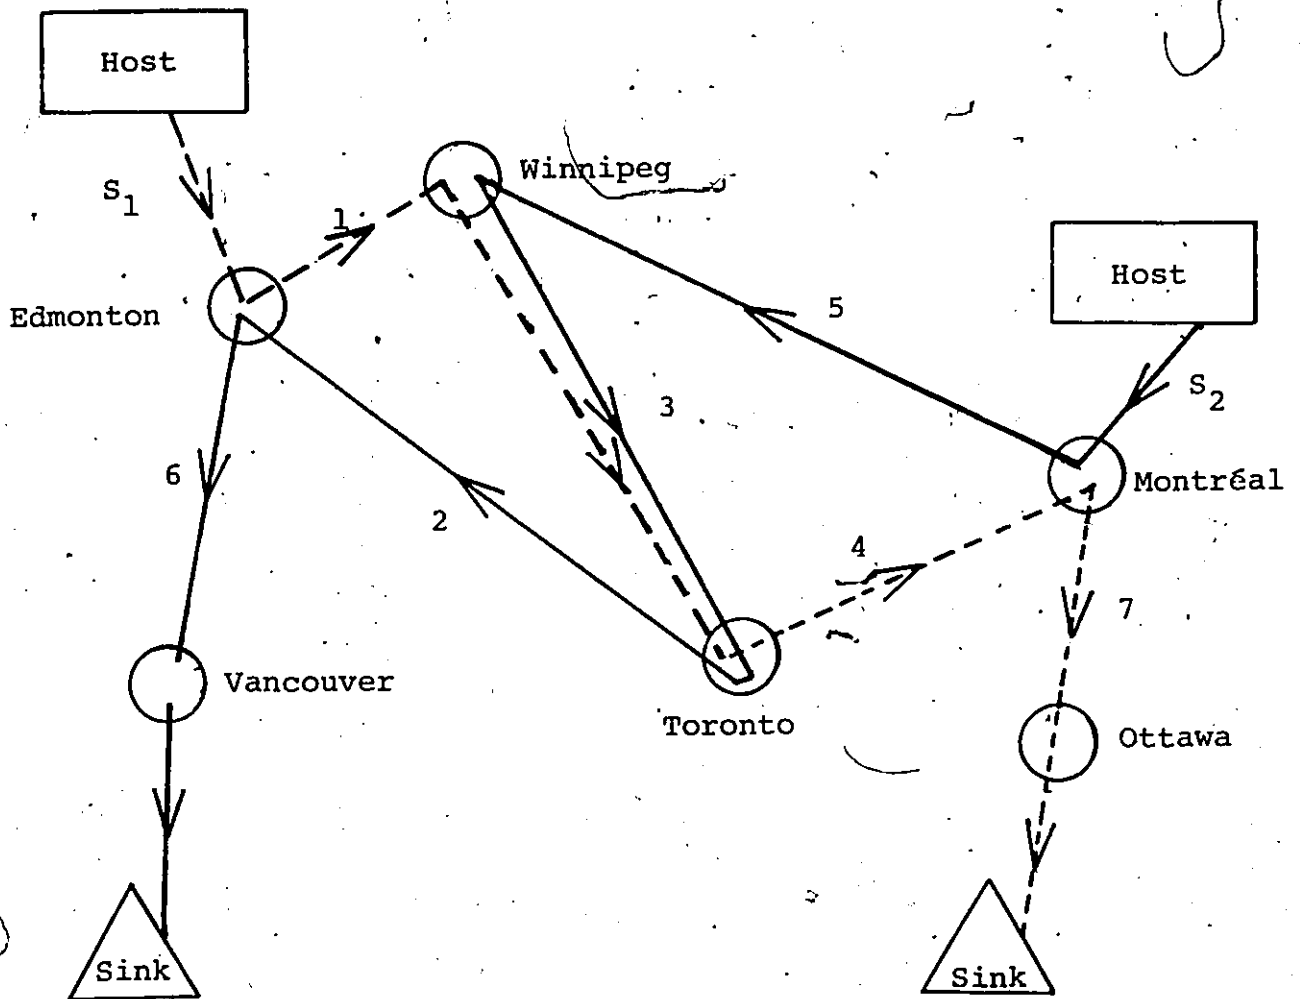 Host
Winnipeg
S1
1
Host
Edmonton
5
S2
3
6
Montréal
2
4
7
Vancouver
Toronto
Ottawa
Sink
Sink